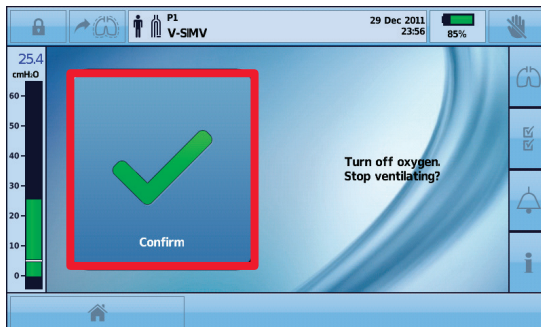 P1
V-SIMV
29 Dec 2011
23:56
85%
25.4
cmH₂O
60
50
40
30
20
10
0
Turn off oxygen.
Stop ventilating?
Confirm